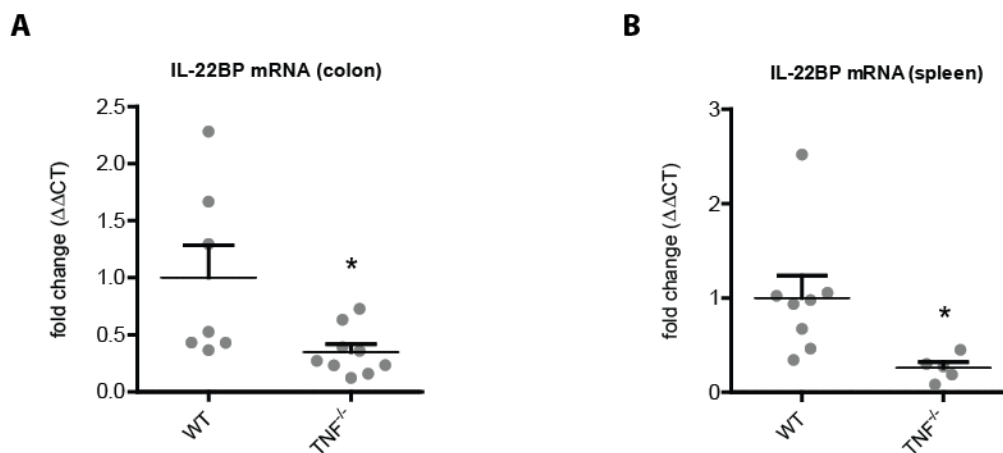 A
IL-22BP mRNA (colon)
fold change (ΔΔCT)
2.5
2.0
1.5
1.0
0.5
0.0
*
WT
TNF-/-
B
IL-22BP mRNA (spleen)
fold change (ΔΔCT)
3
2
1
0
*
WT
TNF-/-